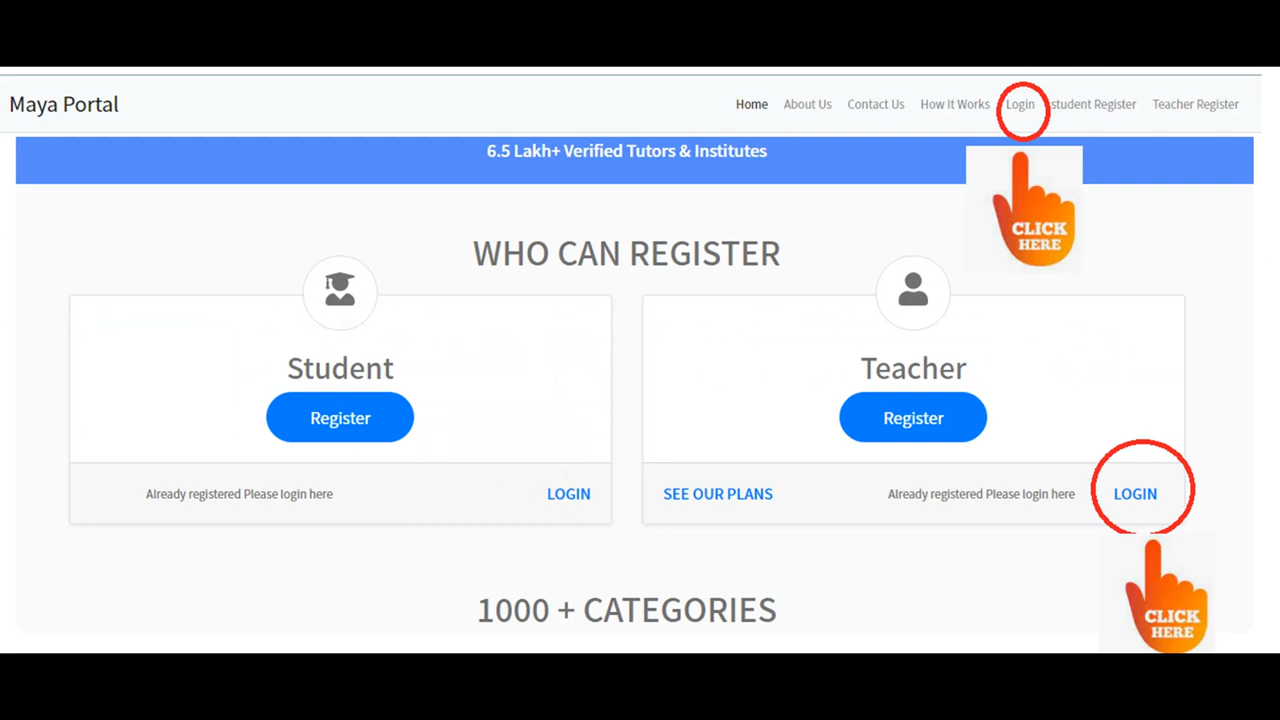 Maya Portal
Home About Us Contact Us How It Works Login Student Register Teacher Register
6.5 Lakh+ Verified Tutors & Institutes
CLICK
HERE
WHO CAN REGISTER
Student
Register
Already registered Please login here LOGIN
Teacher
Register
SEE OUR PLANS Already registered Please login here LOGIN
CLICK
HERE
1000 + CATEGORIES